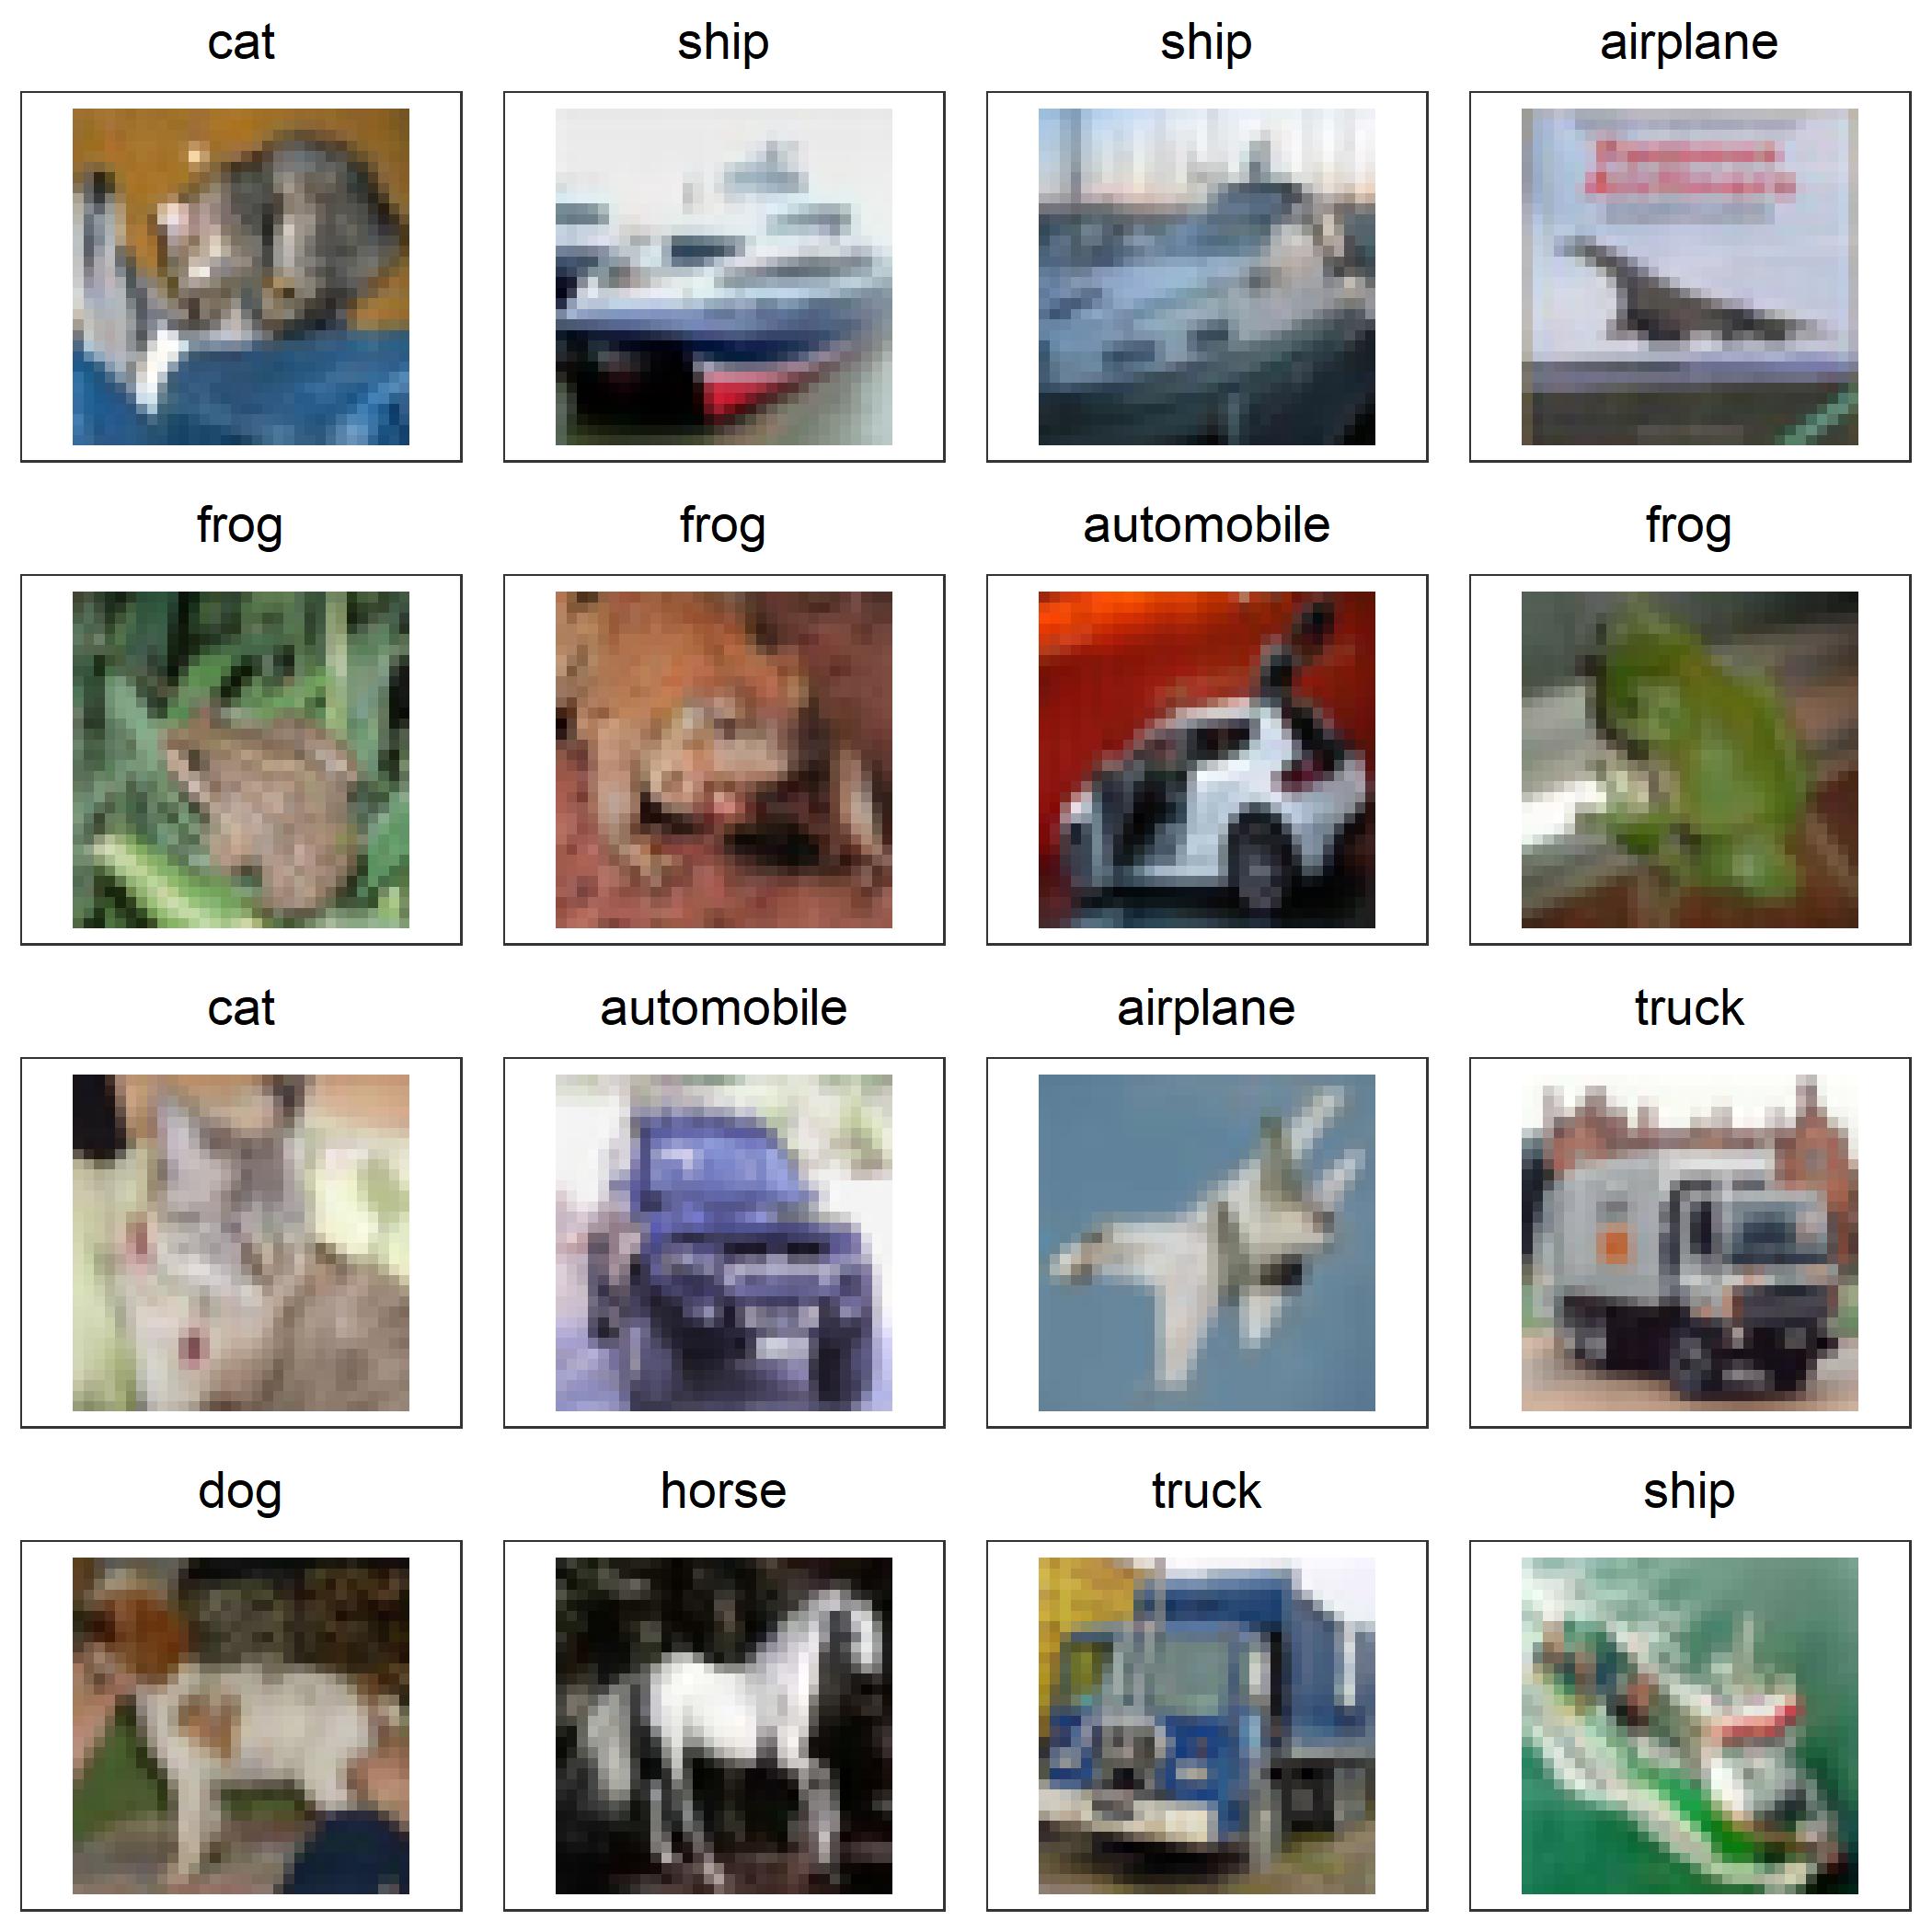 cat
ship
ship
airplane
frog
frog
automobile
frog
cat
automobile
airplane
truck
dog
horse
truck
ship